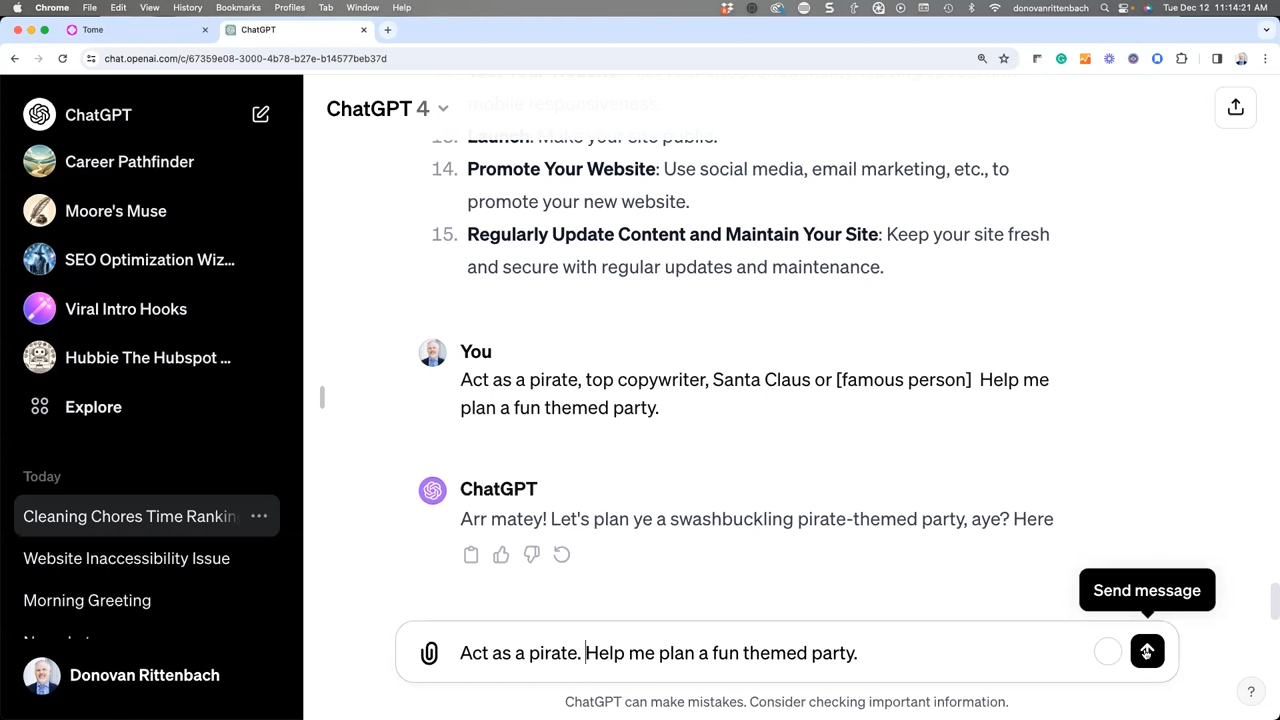 Chrome File Edit View History Bookmarks Profiles Tab Window Help donovanrittenbach Tue Dec 12 11:14:21 AM
Tome
ChatGPT
chat.openai.com/c/67359e08-3000-4b78-b27e-b14577beb37d
ChatGPT
Career Pathfinder
Moore's Muse
SEO Optimization Wiz...
Viral Intro Hooks
Hubbie The Hubspot ...
Explore
Today
Cleaning Chores Time Rankin
Website Inaccessibility Issue
Morning Greeting
Donovan Rittenbach
ChatGPT 4
mobile responsiveness.
Launch: Make your site public.
14. Promote Your Website: Use social media, email marketing, etc., to
promote your new website.
15. Regularly Update Content and Maintain Your Site: Keep your site fresh
and secure with regular updates and maintenance.
You
Act as a pirate, top copywriter, Santa Claus or [famous person]  Help me
plan a fun themed party.
ChatGPT
Arr matey! Let's plan ye a swashbuckling pirate-themed party, aye? Here
Send message
Act as a pirate. Help me plan a fun themed party.
ChatGPT can make mistakes. Consider checking important information.
?